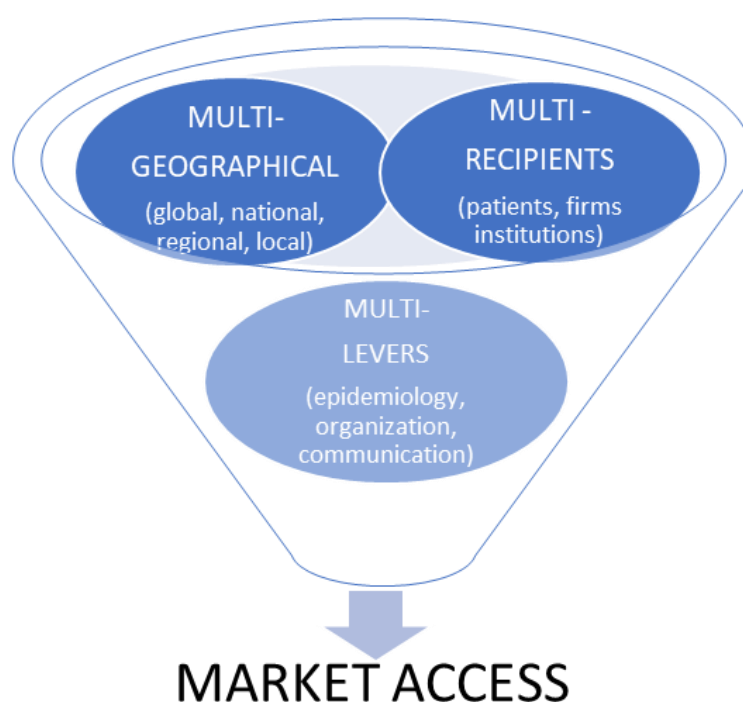 MULTI-
GEOGRAPHICAL
(global, national,
regional, local)
MULTI -
RECIPIENTS
(patients, firms
institutions)
MULTI-
LEVERS
(epidemiology,
organization,
communication)
MARKET ACCESS